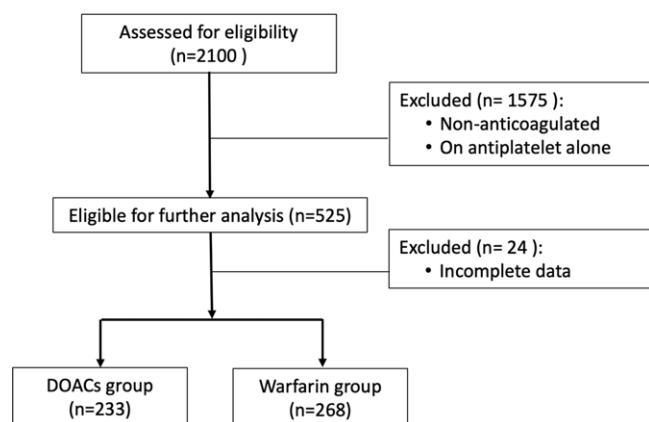 Assessed for eligibility
(n=2100 )
Excluded (n= 1575 ):
• Non-anticoagulated
• On antiplatelet alone
Eligible for further analysis (n=525)
Excluded (n= 24 ):
• Incomplete data
DOACs group
(n=233)
Warfarin group
(n=268)